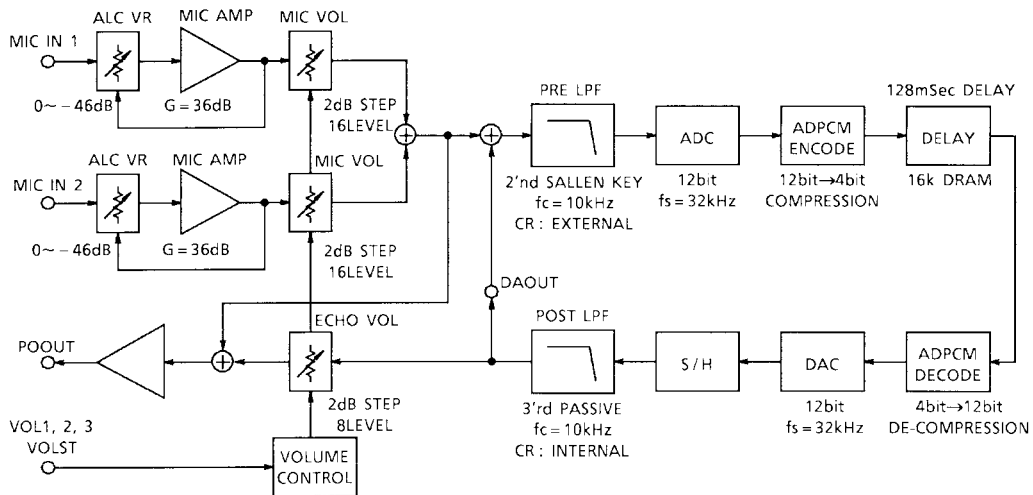 ALC VR
MIC AMP
MIC VOL
MIC IN 1
0~-46dB
G=36dB
2dB STEP
16LEVEL
ALC VR
MIC AMP
MIC VOL
MIC IN 2
0~-46dB
G=36dB
2dB STEP
16LEVEL
PRE LPF
2'nd SALLEN KEY
fc=10kHz
CR : EXTERNAL
ADC
12bit
fs=32kHz
ADPCM
ENCODE
12bit→4bit
COMPRESSION
128mSec DELAY
DELAY
16k DRAM
DAOUT
ECHO VOL
POOUT
2dB STEP
8LEVEL
POST LPF
3'rd PASSIVE
fc=10kHz
CR : INTERNAL
S/H
DAC
12bit
fs=32kHz
ADPCM
DECODE
4bit→12bit
DE-COMPRESSION
VOL1, 2, 3
VOLST
VOLUME
CONTROL